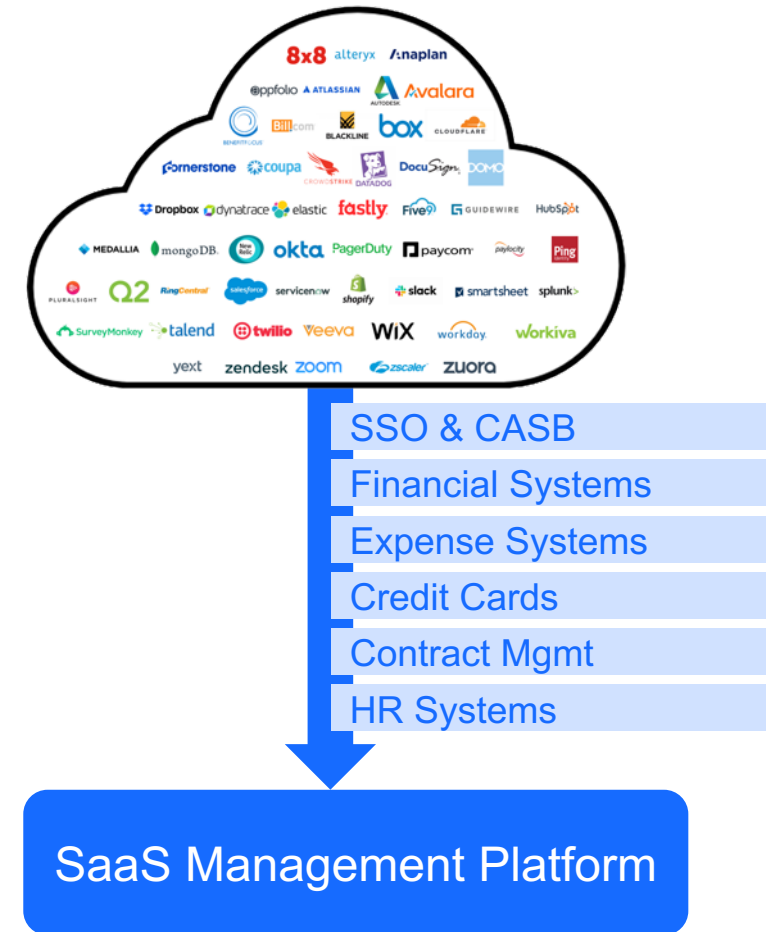 8x8 alteryx Anaplan
appfolio ATLASSIAN AUTODESK Avalara
BENEFITFOCUS Bill.com BLACKLINE box CLOUDFLARE
Cornerstone coupa CROWDSTRIKE DATADOG DocuSign DOMO
Dropbox dynatrace elastic fastly Five9 GUIDEWIRE HubSpot
MEDALLIA mongoDB. New Relic okta PagerDuty paycom paylocity Ping Identity
PLURALSIGHT Q2 RingCentral salesforce servicenow shopify slack smartsheet splunk>
SurveyMonkey talend twilio Veeva WiX workday. workiva
yext zendesk zoom zscaler zuora
SSO & CASB
Financial Systems
Expense Systems
Credit Cards
Contract Mgmt
HR Systems
SaaS Management Platform